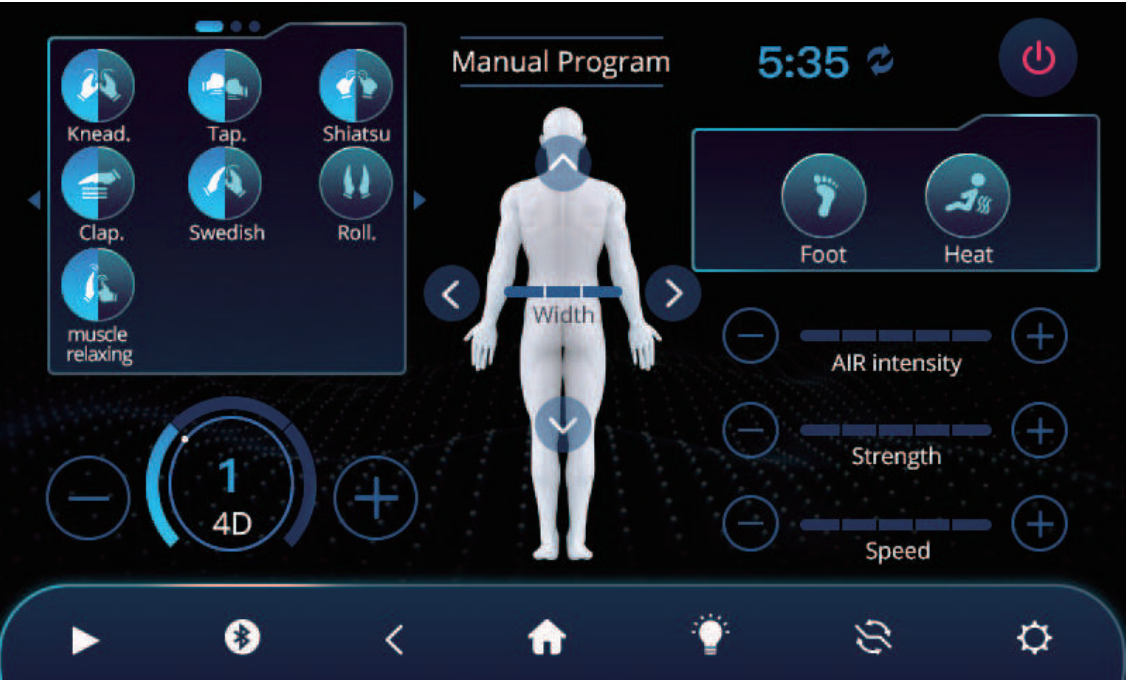 Manual Program
5:35
Knead.
Tap.
Shiatsu
Clap.
Swedish
Roll.
muscle
relaxing
Width
Foot
Heat
AIR intensity
Strength
Speed
1
4D